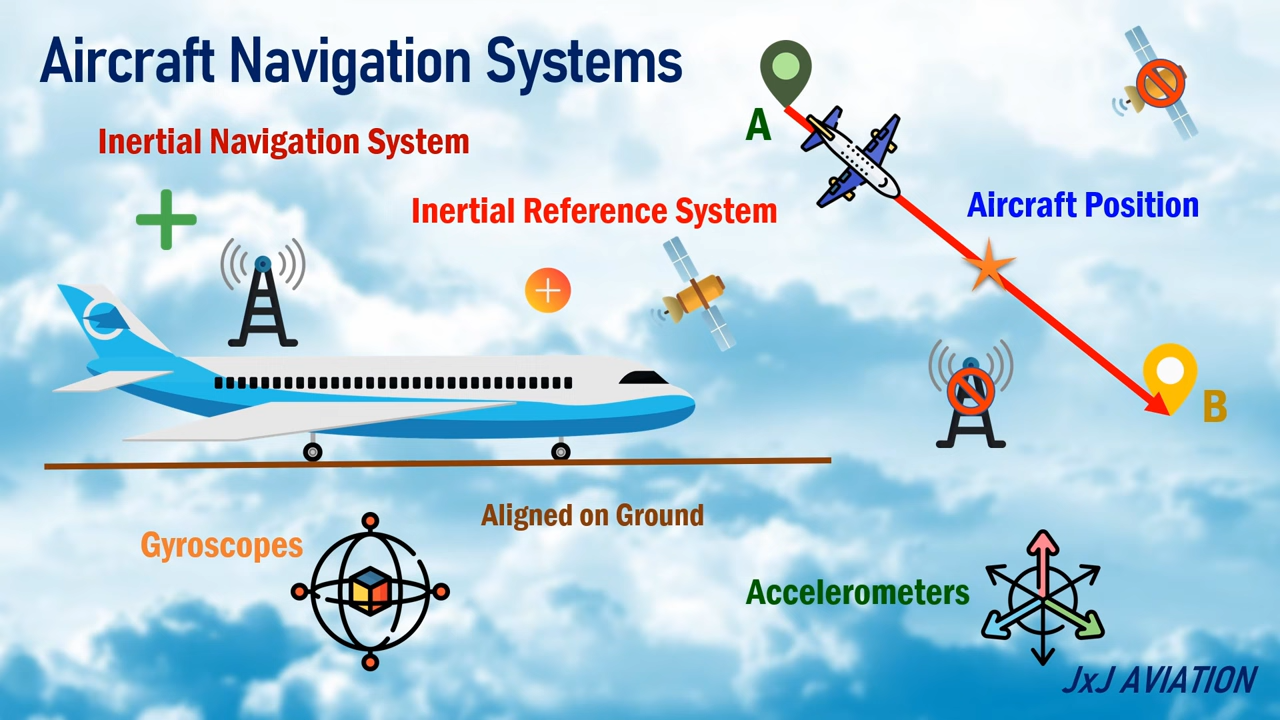 Aircraft Navigation Systems
Inertial Navigation System
Inertial Reference System
A
Aircraft Position
B
Aligned on Ground
Gyroscopes
Accelerometers
JxJ AVIATION